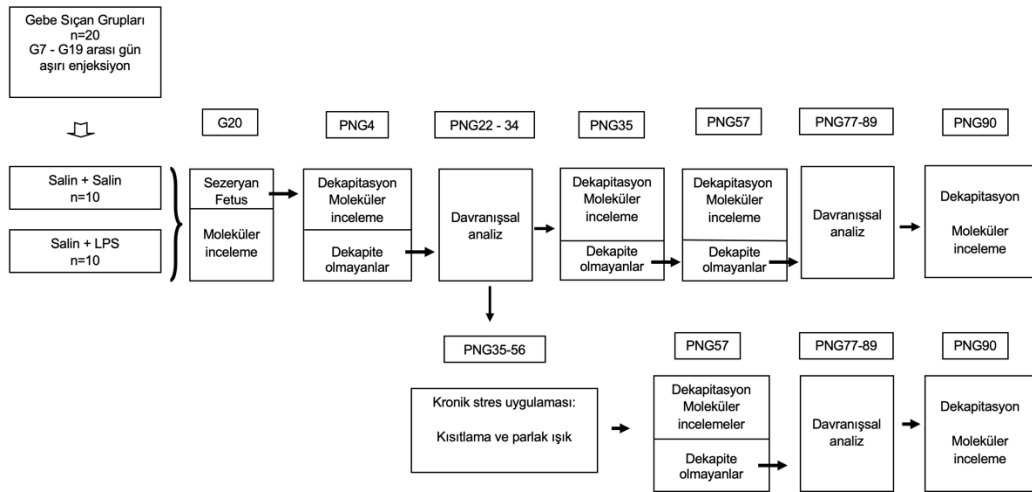 Gebe Sıçan Grupları
n=20
G7 - G19 arası gün
aşırı enjeksiyon
G20
PNG4
PNG22 - 34
PNG35
PNG57
PNG77-89
PNG90
Salin + Salin
n=10
Salin + LPS
n=10
Sezeryan
Fetus
Moleküler
inceleme
Dekapitasyon
Moleküler
inceleme
Dekapite
olmayanlar
Davranışsal
analiz
Dekapitasyon
Moleküler
inceleme
Dekapite
olmayanlar
Dekapitasyon
Moleküler
inceleme
Dekapite
olmayanlar
Davranışsal
analiz
Dekapitasyon
Moleküler
inceleme
PNG35-56
PNG57
PNG77-89
PNG90
Kronik stres uygulaması:
Kısıtlama ve parlak ışık
Dekapitasyon
Moleküler
incelemeler
Dekapite
olmayanlar
Davranışsal
analiz
Dekapitasyon
Moleküler
inceleme